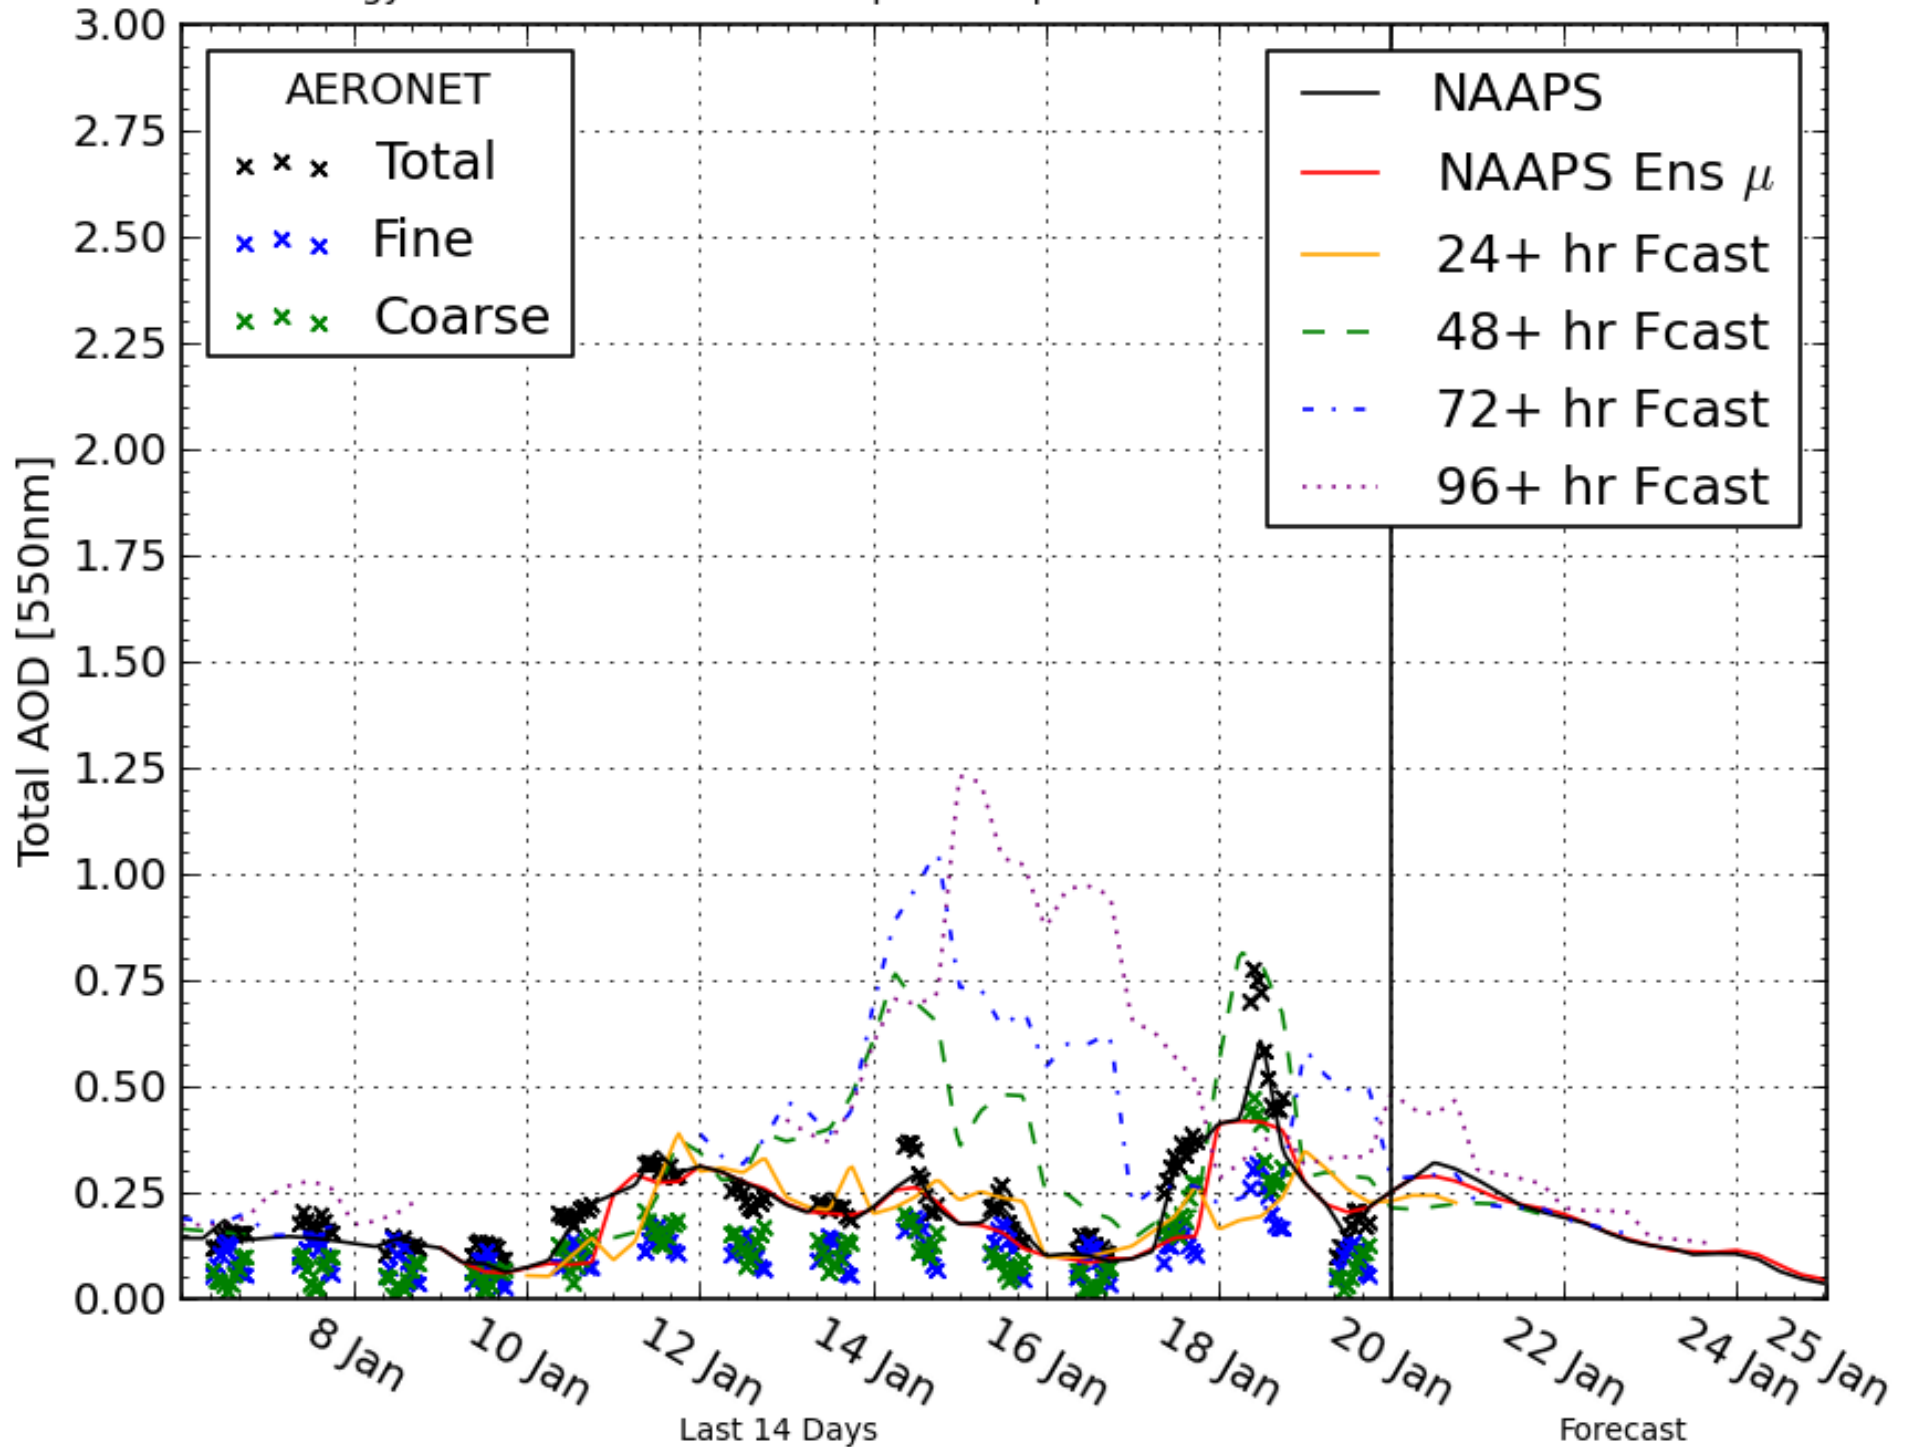 3.00
2.75
2.50
2.25
2.00
1.75
1.50
1.25
1.00
0.75
0.50
0.25
0.00
Total AOD [550nm]
AERONET
Total
Fine
Coarse
NAAPS
NAAPS Ens μ
24+ hr Fcast
48+ hr Fcast
72+ hr Fcast
96+ hr Fcast
8 Jan
10 Jan
12 Jan
14 Jan
16 Jan
18 Jan
20 Jan
22 Jan
24 Jan
25 Jan
Last 14 Days
Forecast